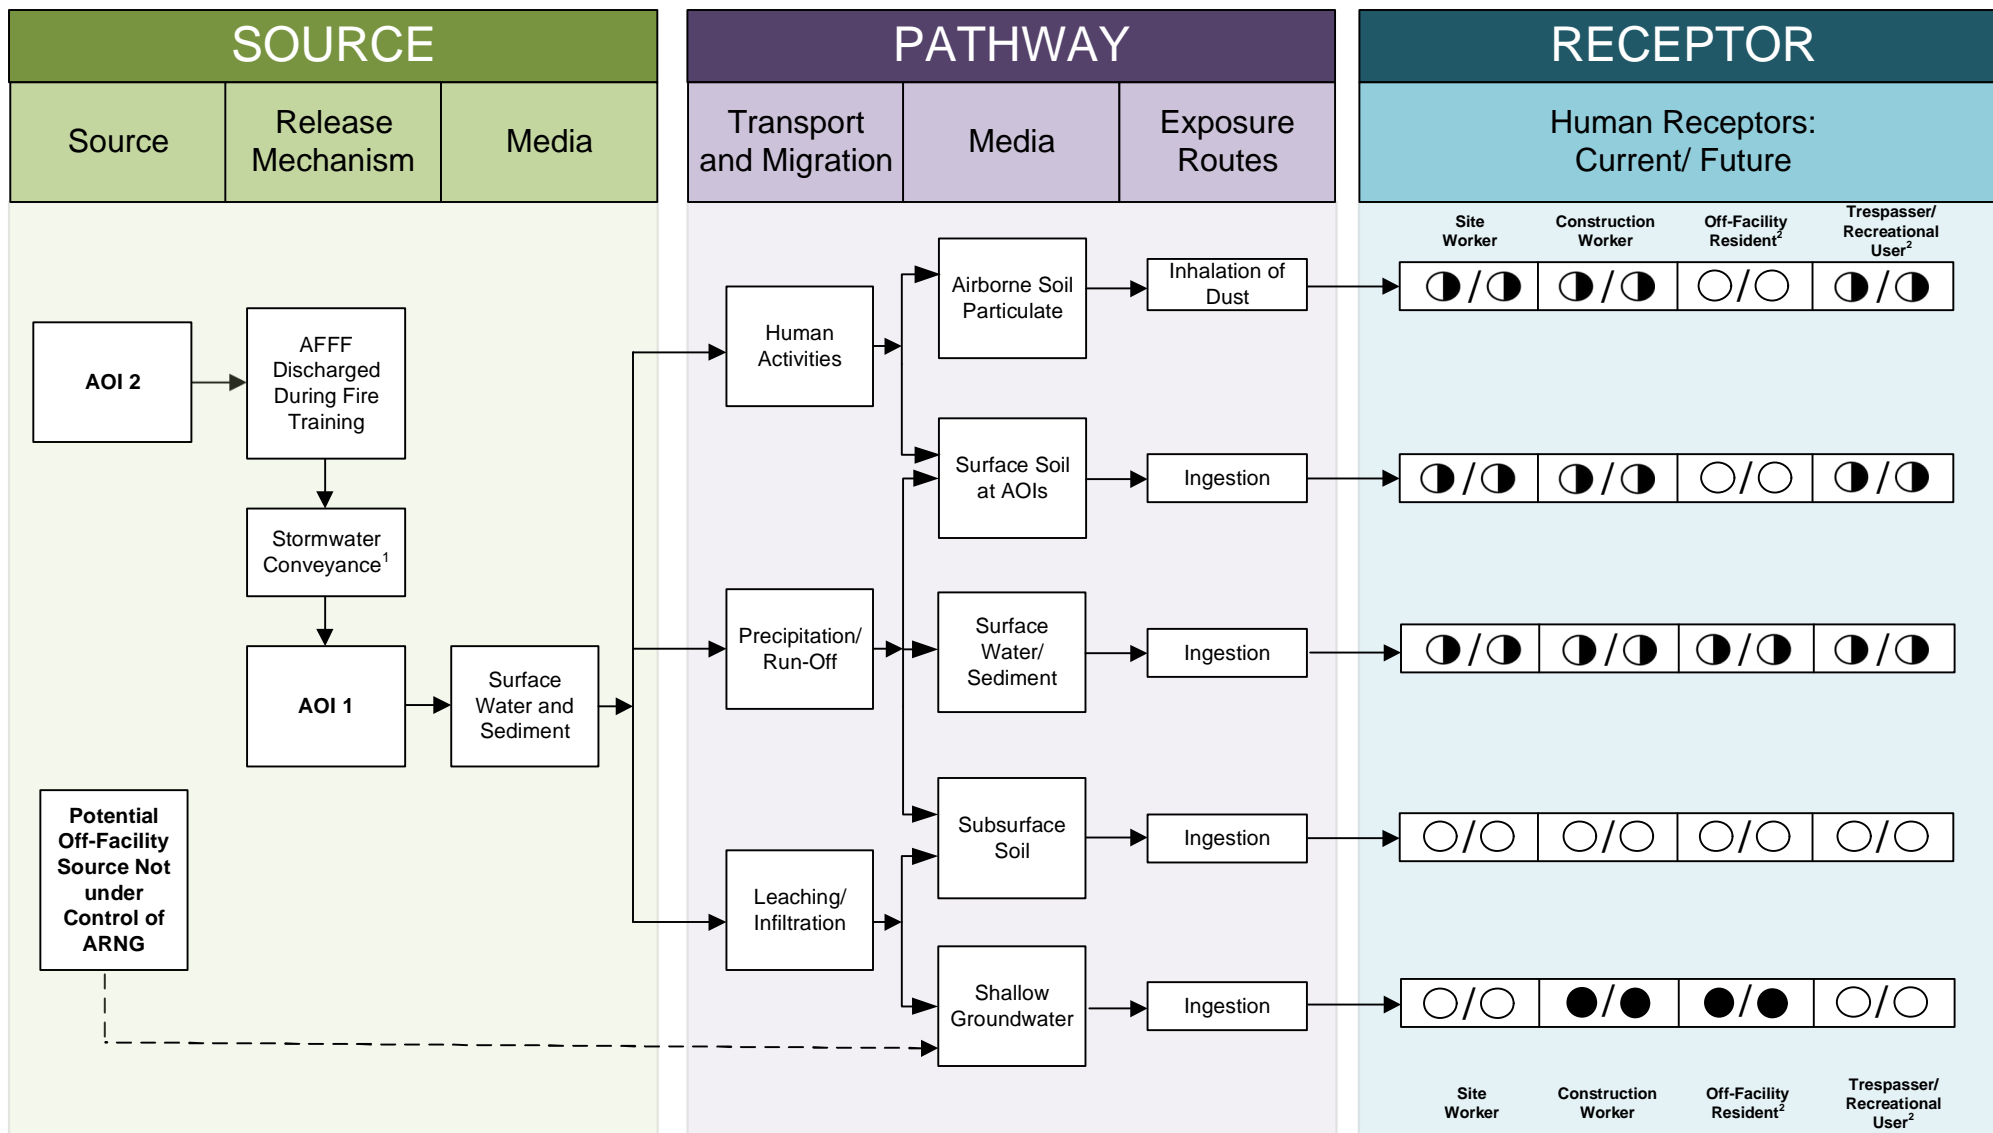 SOURCE
PATHWAY
RECEPTOR
Source
Release
Mechanism
Media
Transport
and Migration
Media
Exposure
Routes
Human Receptors:
Current/ Future
Site
Worker
Construction
Worker
Off-Facility
Resident²
Trespasser/
Recreational
User²
AOI 2
AFFF
Discharged
During Fire
Training
Stormwater
Conveyance¹
AOI 1
Surface
Water and
Sediment
Potential
Off-Facility
Source Not
under
Control of
ARNG
Human
Activities
Precipitation/
Run-Off
Leaching/
Infiltration
Airborne Soil
Particulate
Surface Soil
at AOIs
Surface
Water/
Sediment
Subsurface
Soil
Shallow
Groundwater
Inhalation of
Dust
Ingestion
Ingestion
Ingestion
Ingestion
/ / / /
/ / / /
/ / / /
/ / / /
/ / / /
Site
Worker
Construction
Worker
Off-Facility
Resident²
Trespasser/
Recreational
User²